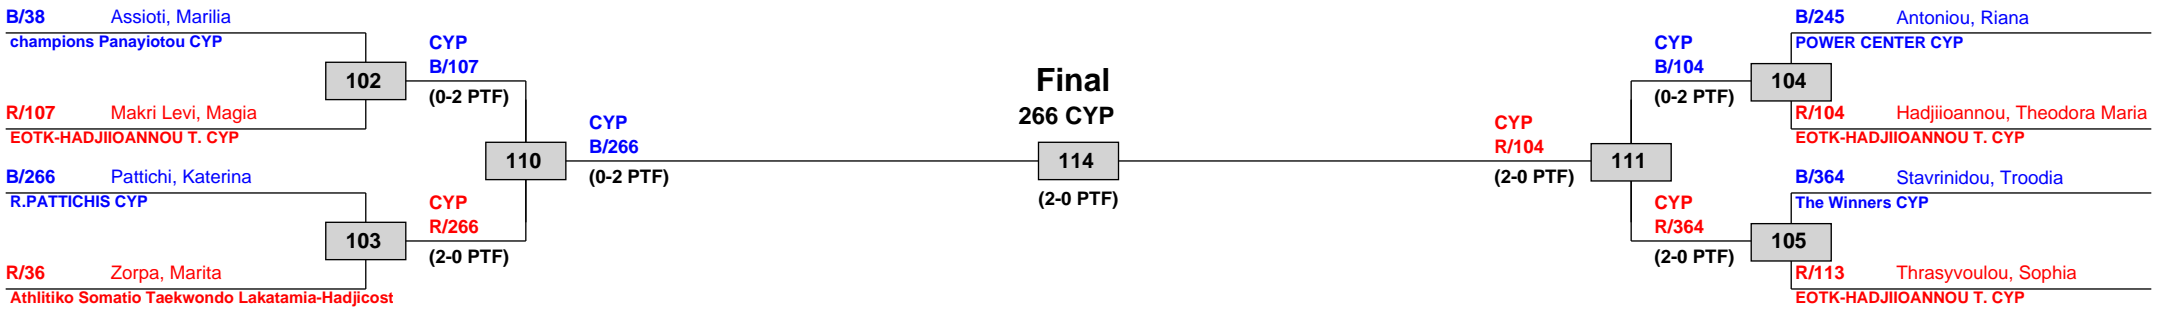 B/38 Assioti, Marilia
champions Panayiotou CYP
102
R/107 Makri Levi, Magia
EOTK-HADJIIOANNOU T. CYP
B/266 Pattichi, Katerina
R.PATTICHIS CYP
103
R/36 Zorpa, Marita
Athlitiko Somatio Taekwondo Lakatamia-Hadjicost
CYP
B/107
(0-2 PTF)
110
CYP
R/266
(2-0 PTF)
CYP
B/266
(0-2 PTF)
Final
266 CYP
114
(2-0 PTF)
CYP
R/104
(2-0 PTF)
111
CYP
B/104
(0-2 PTF)
CYP
R/364
(2-0 PTF)
B/245 Antoniou, Riana
POWER CENTER CYP
104
R/104 Hadjiioannou, Theodora Maria
EOTK-HADJIIOANNOU T. CYP
B/364 Stavrinidou, Troodia
The Winners CYP
105
R/113 Thrasyvoulou, Sophia
EOTK-HADJIIOANNOU T. CYP